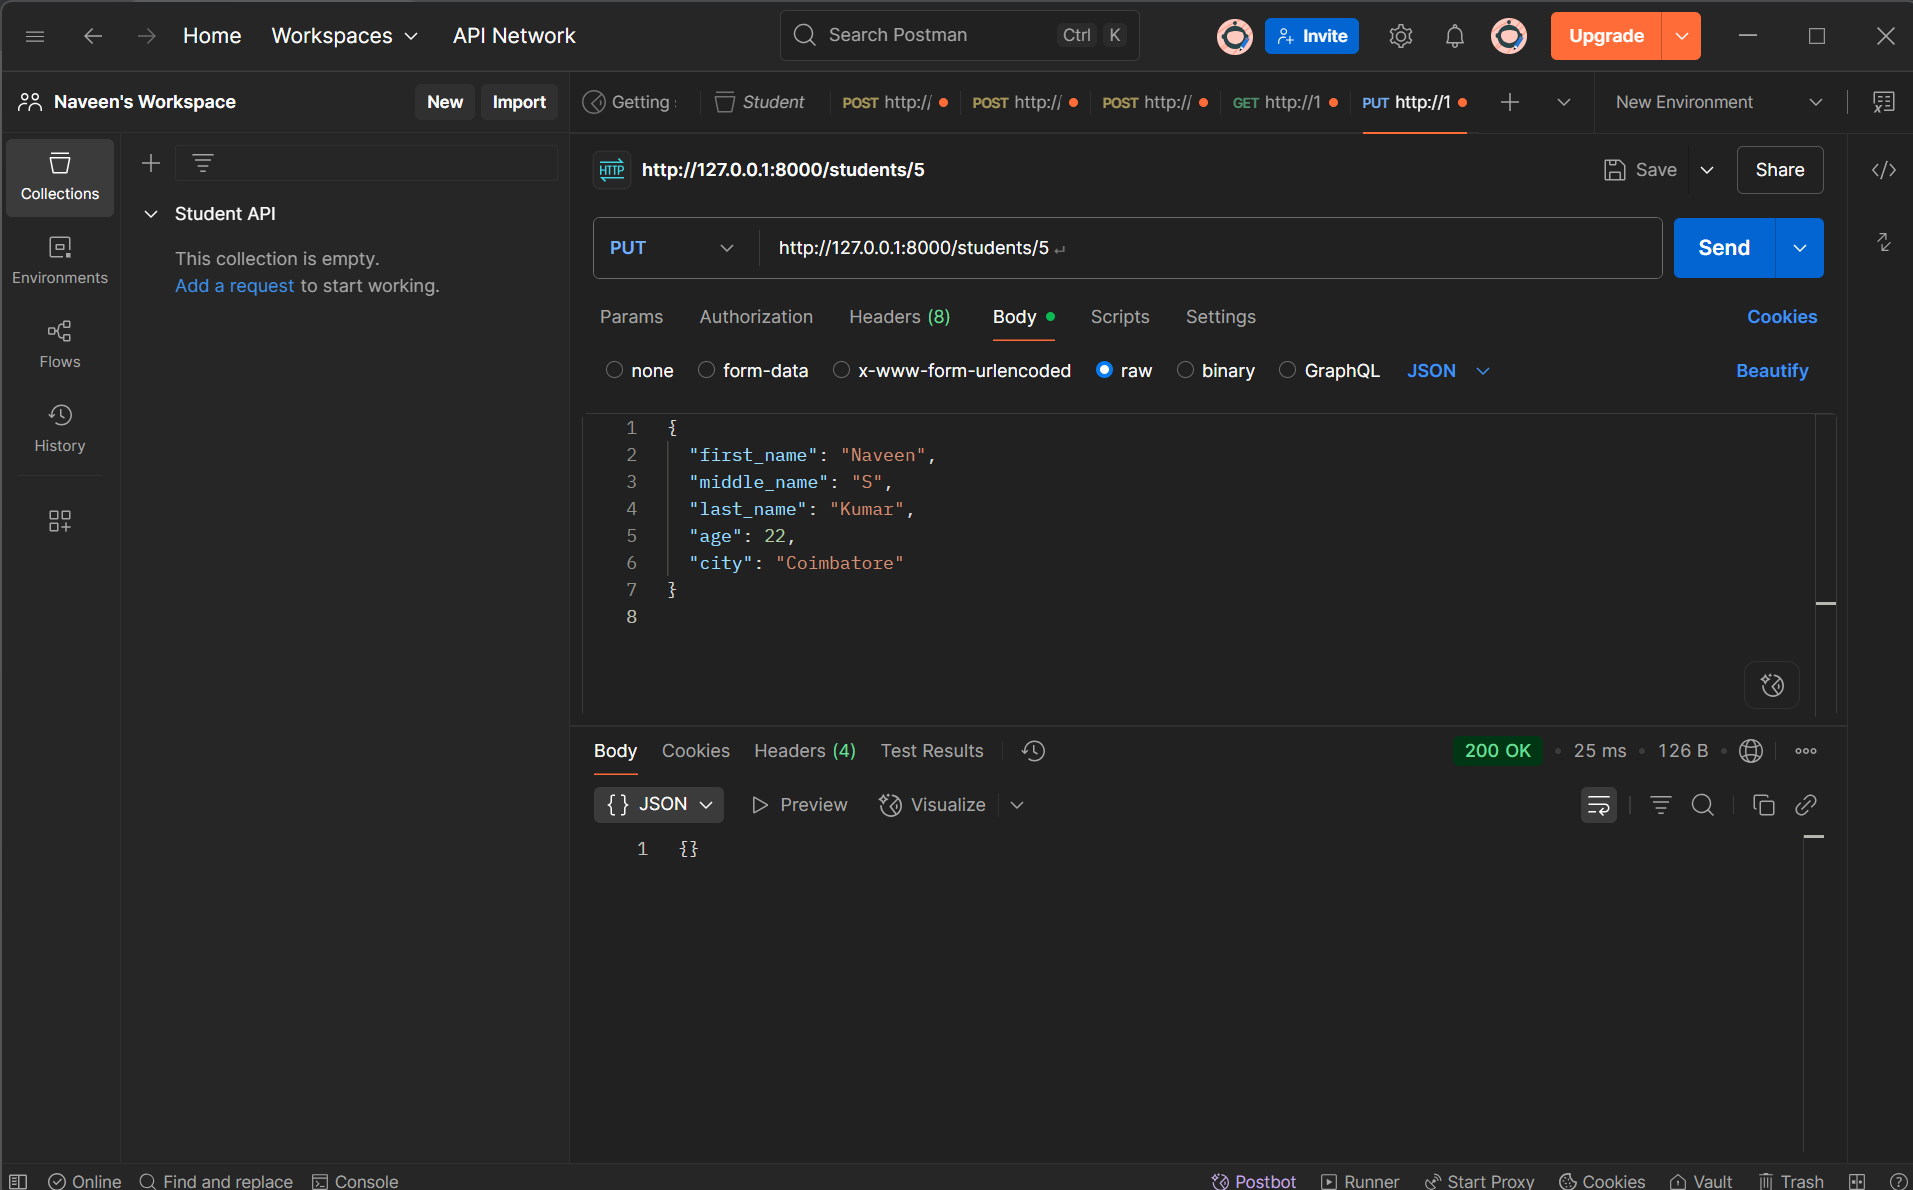 Home Workspaces API Network Search Postman Ctrl K Invite Upgrade
Naveen's Workspace New Import
Getting Student POST http:// POST http:// POST http:// GET http://1 PUT http://1 New Environment
Collections
Environments
Flows
History
Student API
This collection is empty.
Add a request to start working.
HTTP http://127.0.0.1:8000/students/5 Save Share
PUT http://127.0.0.1:8000/students/5 Send
Params Authorization Headers (8) Body Scripts Settings Cookies
none form-data x-www-form-urlencoded raw binary GraphQL JSON Beautify
1 {
2 "first_name": "Naveen",
3 "middle_name": "S",
4 "last_name": "Kumar",
5 "age": 22,
6 "city": "Coimbatore"
7 }
8
Body Cookies Headers (4) Test Results 200 OK • 25 ms • 126 B •
{} JSON Preview Visualize
1 {}
Online Find and replace Console Postbot Runner Start Proxy Cookies Vault Trash